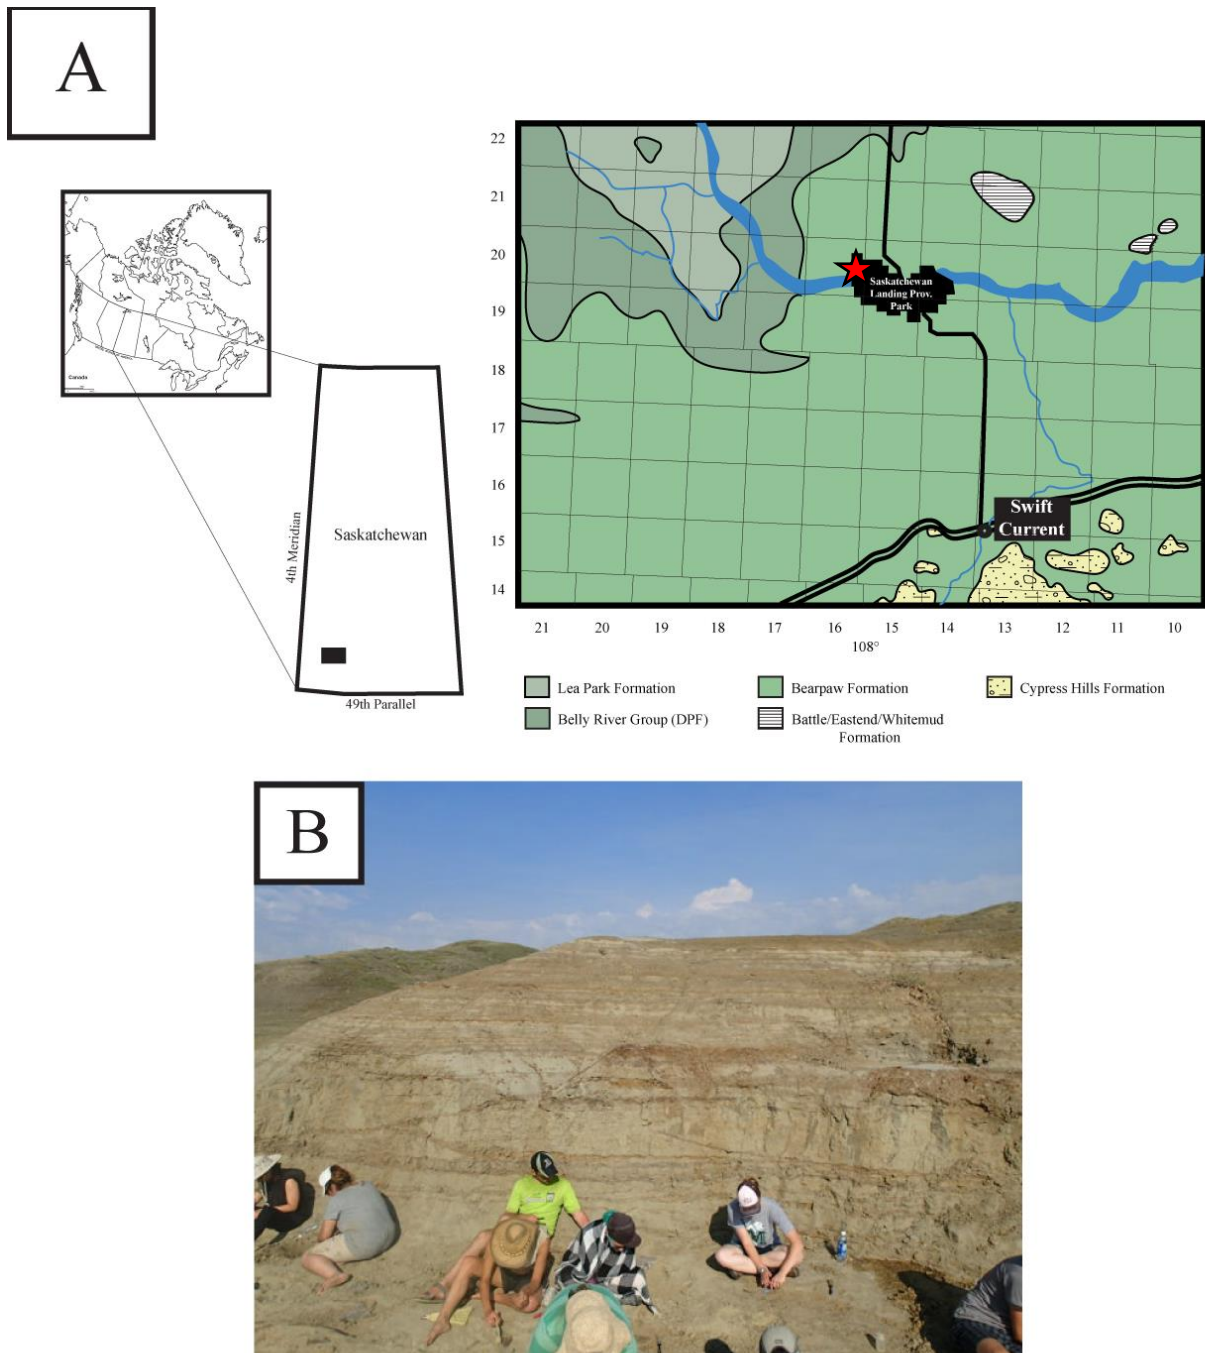 A
Canada
4th Meridian
Saskatchewan
49th Parallel
22
21
20
19
18
17
16
15
14
Saskatchewan
Landing Prov.
Park
Swift
Current
21 20 19 18 17 16 15 14 13 12 11 10
108°
Lea Park Formation
Belly River Group (DPF)
Bearpaw Formation
Battle/Eastend/Whitemud
Formation
Cypress Hills Formation
B